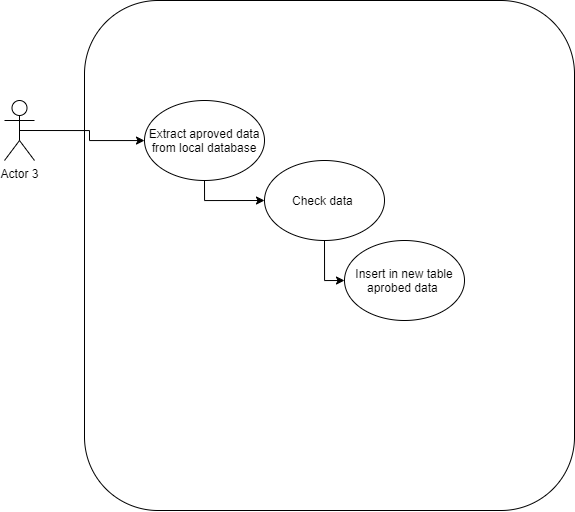 Extract aproved data
from local database
Actor 3
Check data
Insert in new table
aprobed data